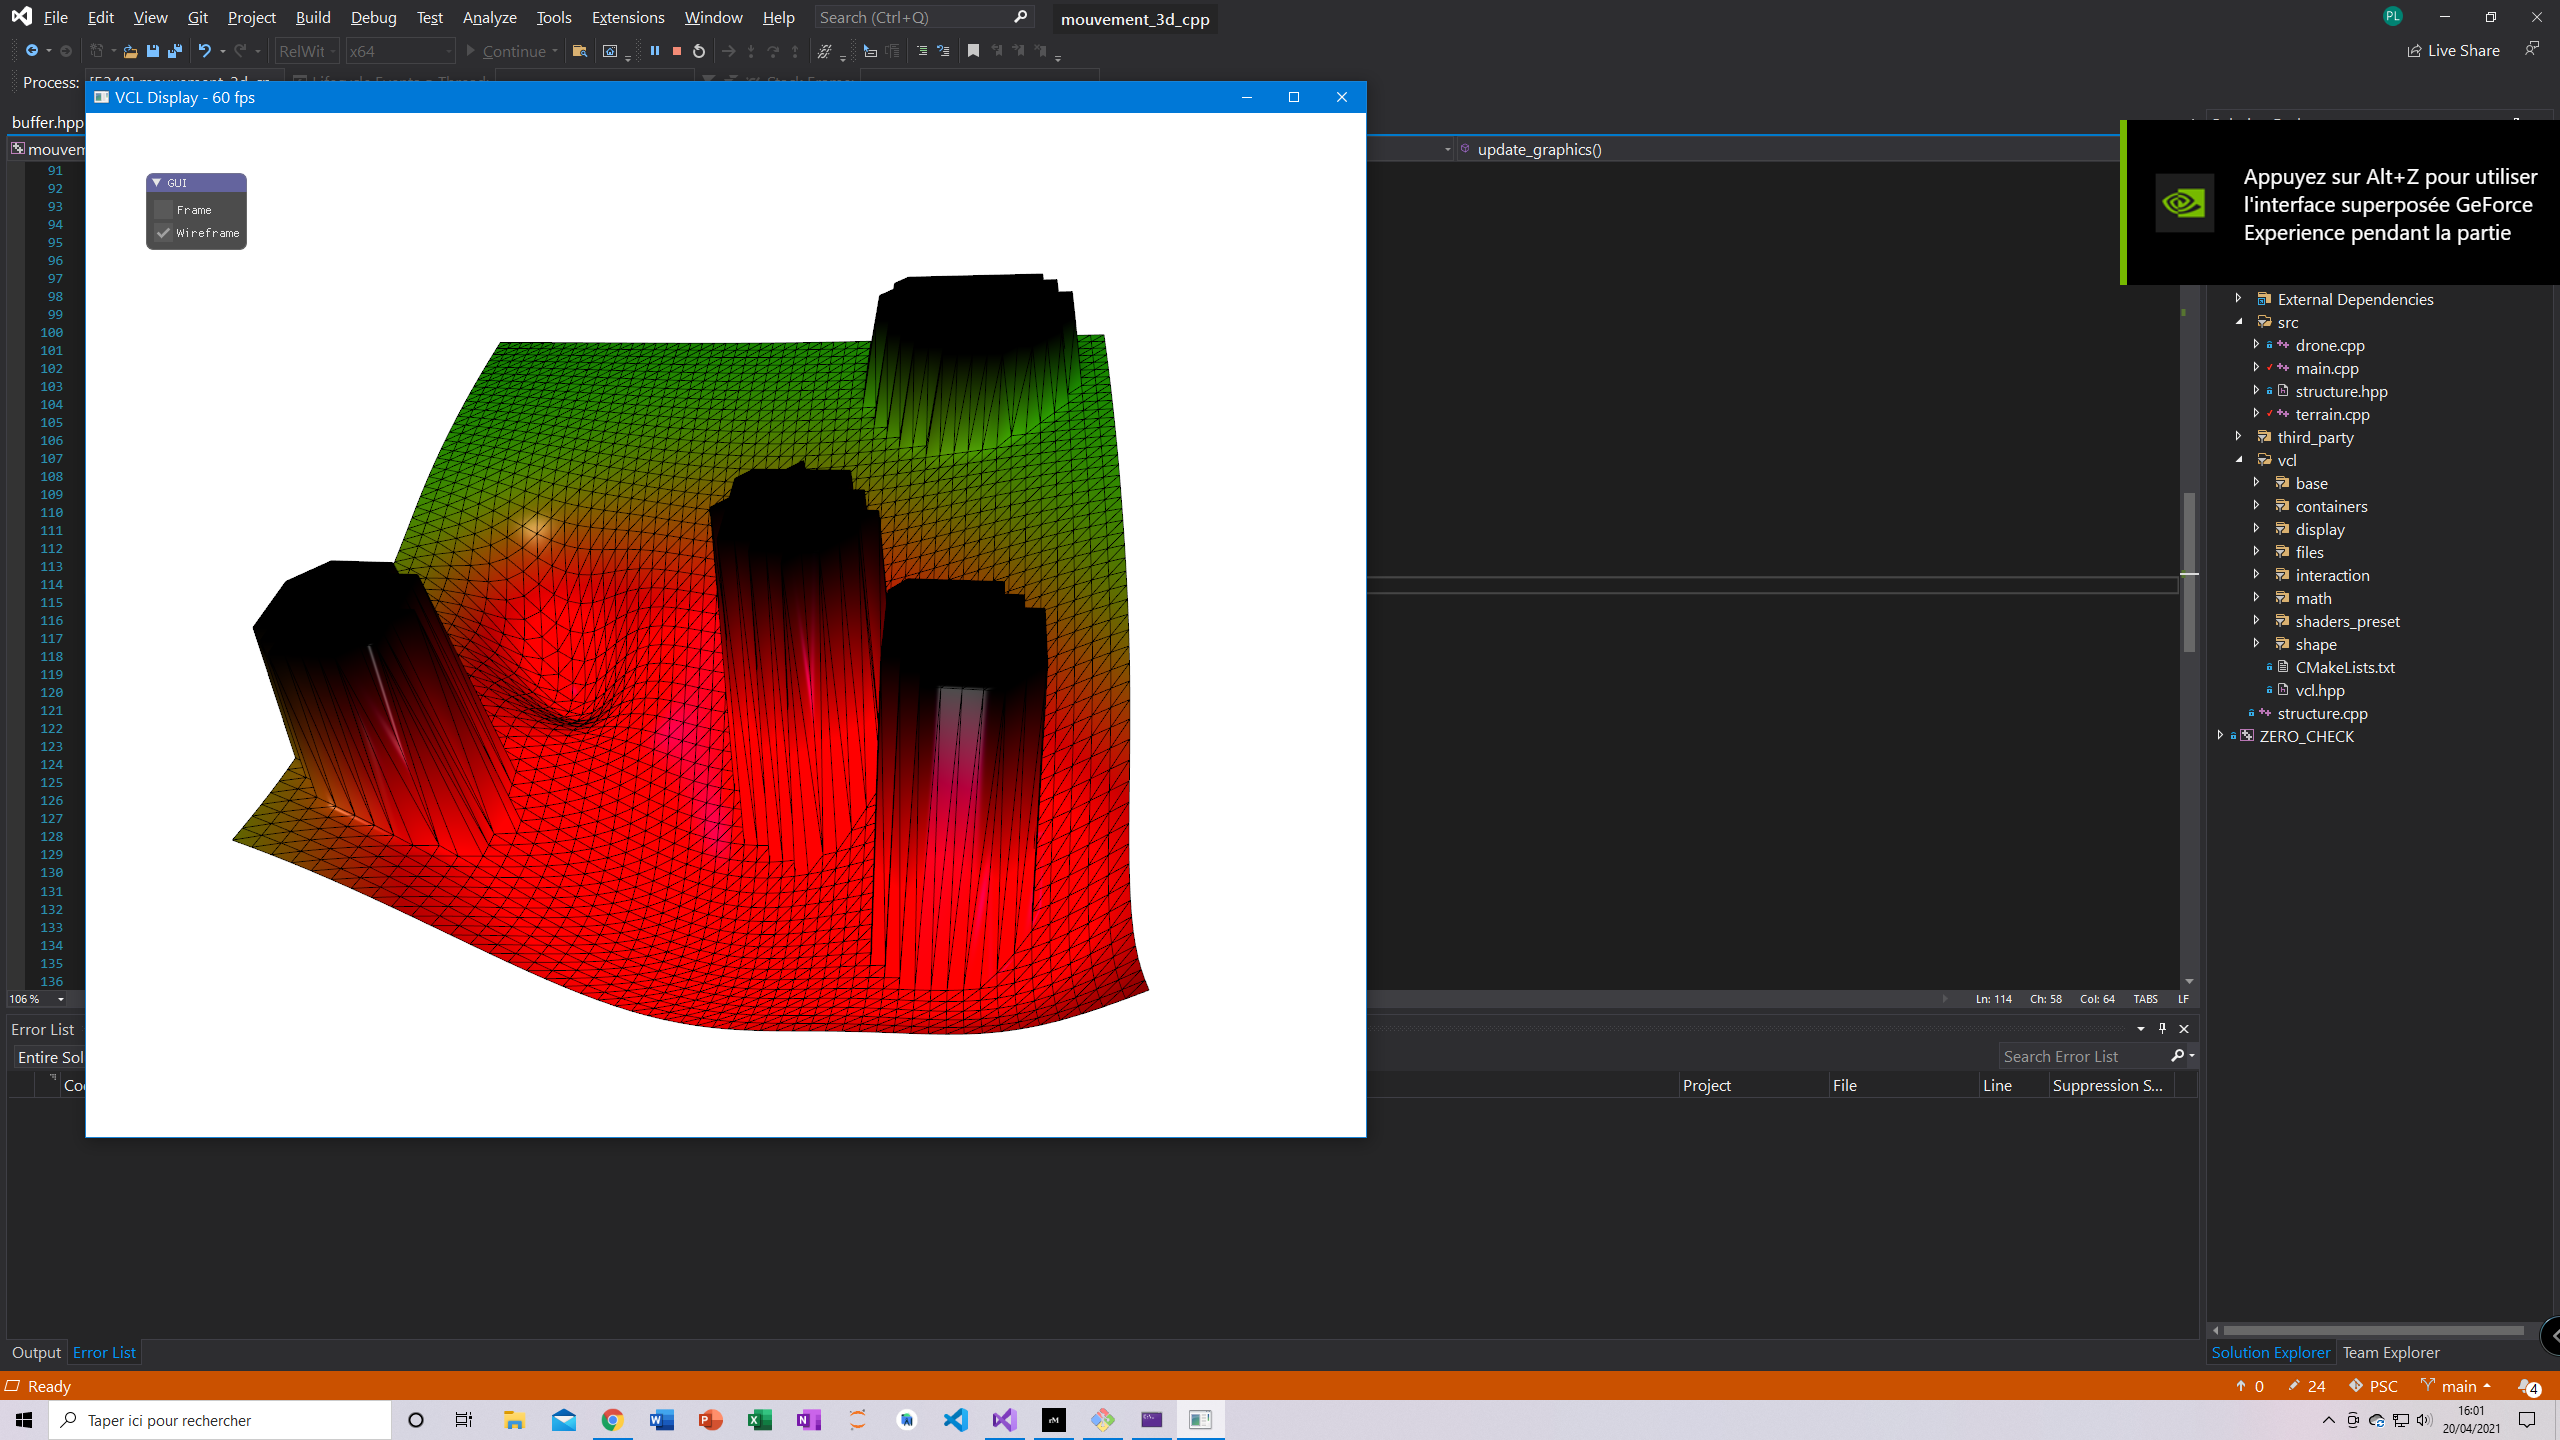 File Edit View Git Project Build Debug Test Analyze Tools Extensions Window Help Search (Ctrl+Q) mouvement_3d_cpp PL
RelWit x64 Continue Live Share
Process:
VCL Display - 60 fps
buffer.hpp
mouvem update_graphics()
GUI
Frame
Wireframe
Appuyez sur Alt+Z pour utiliser
l'interface superposée GeForce
Experience pendant la partie
91
92
93
94
95
96
97
98
99
100
101
102
103
104
105
106
107
108
109
110
111
112
113
114
115
116
117
118
119
120
121
122
123
124
125
126
127
128
129
130
131
132
133
134
135
136
External Dependencies
src
drone.cpp
main.cpp
structure.hpp
terrain.cpp
third_party
vcl
base
containers
display
files
interaction
math
shaders_preset
shape
CMakeLists.txt
vcl.hpp
structure.cpp
ZERO_CHECK
106 % Ln: 114 Ch: 58 Col: 64 TABS LF
Error List
Entire Sol Search Error List
Project File Line Suppression S...
Output Error List Solution Explorer Team Explorer
Ready 0 24 PSC main 4
Taper ici pour rechercher 16:01
20/04/2021